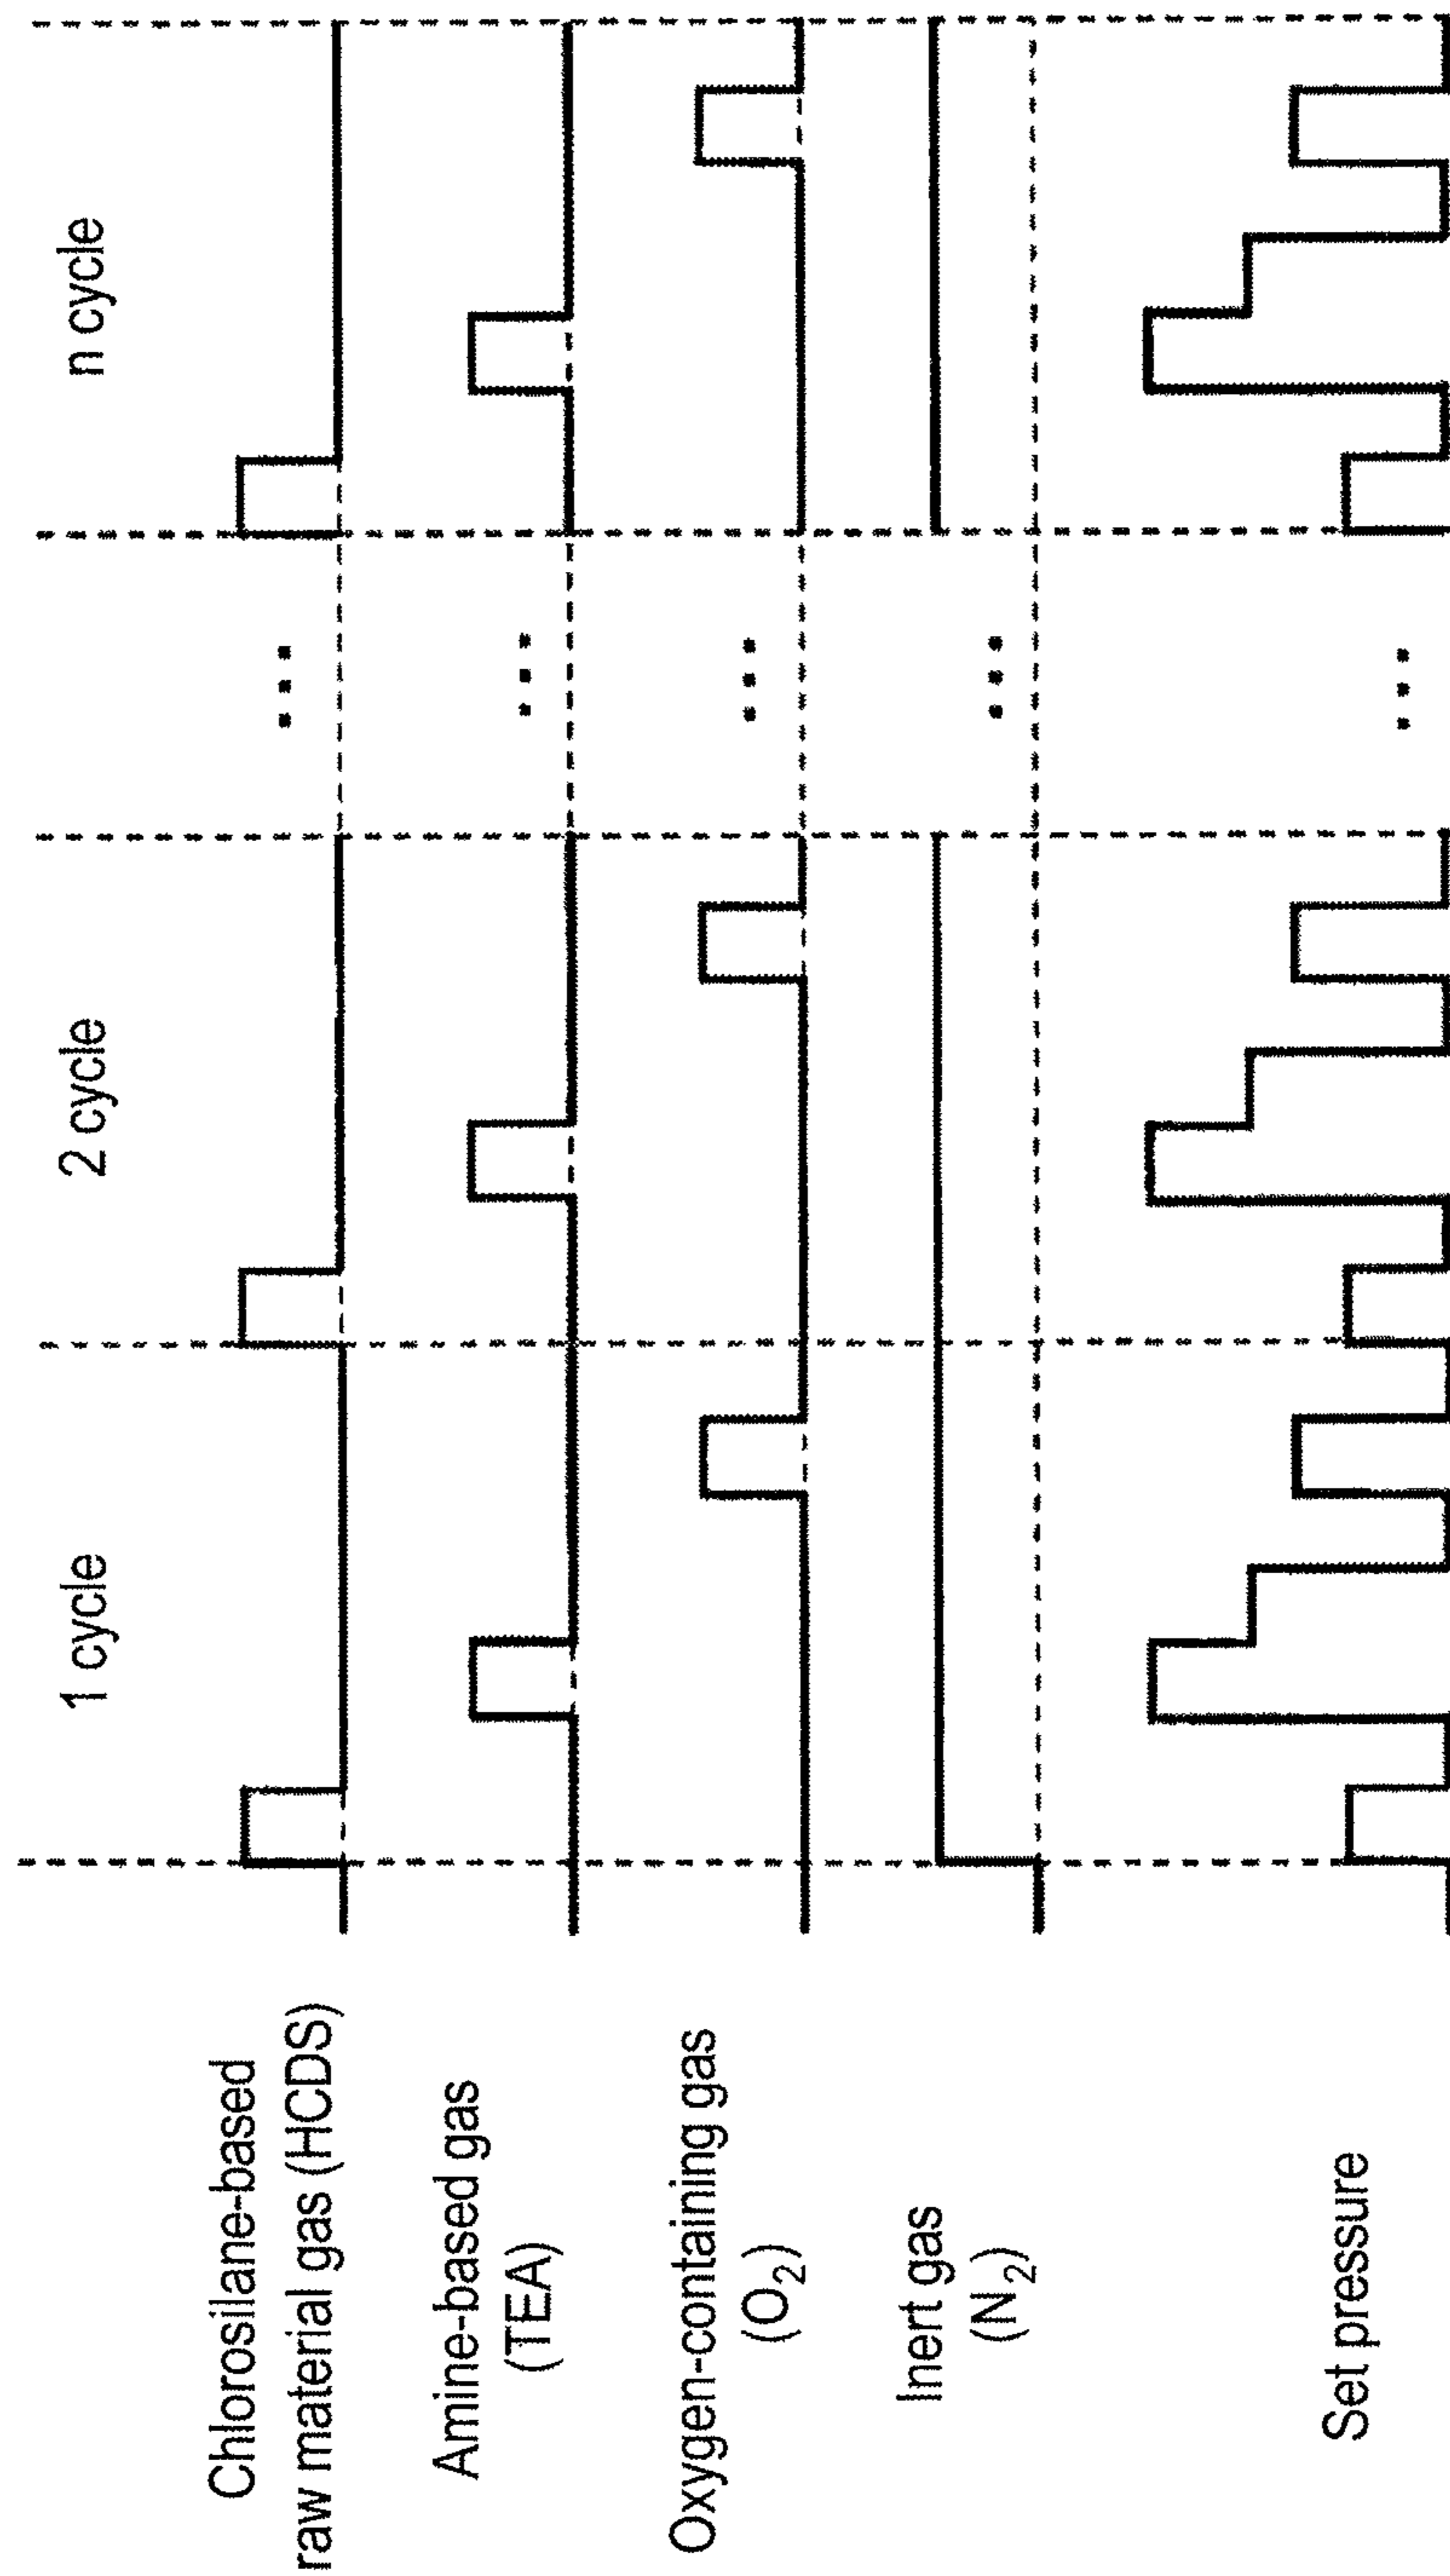 1 cycle
2 cycle
n cycle
Chlorosilane-based
raw material gas (HCDS)
Amine-based gas
(TEA)
Oxygen-containing gas
(O₂)
Inert gas
(N₂)
Set pressure